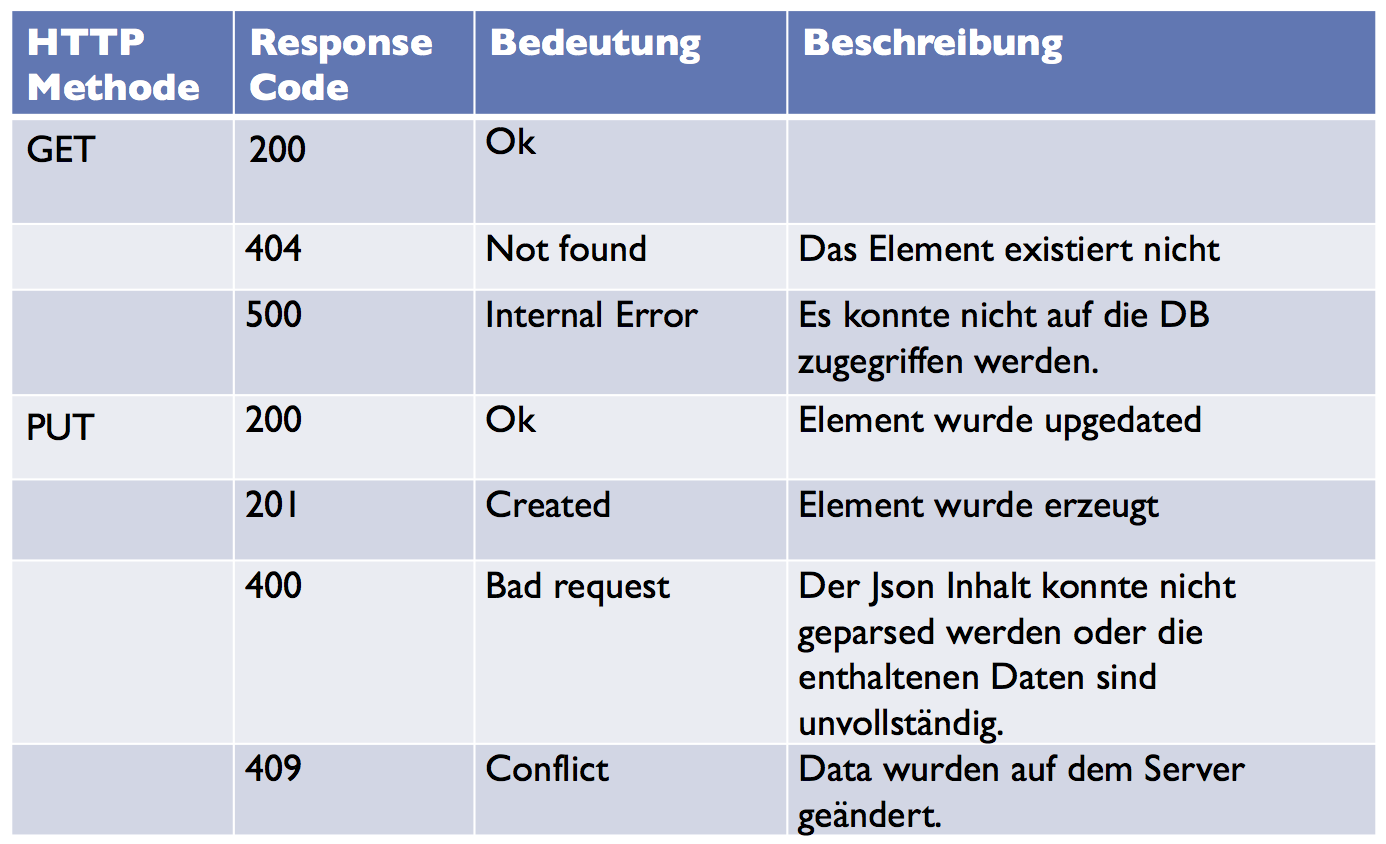 HTTP Methode Response Code Bedeutung Beschreibung
GET 200 Ok
404 Not found Das Element existiert nicht
500 Internal Error Es konnte nicht auf die DB
zugegriffen werden.
PUT 200 Ok Element wurde upgedated
201 Created Element wurde erzeugt
400 Bad request Der Json Inhalt konnte nicht
geparsed werden oder die
enthaltenen Daten sind
unvollständig.
409 Conflict Data wurden auf dem Server
geändert.